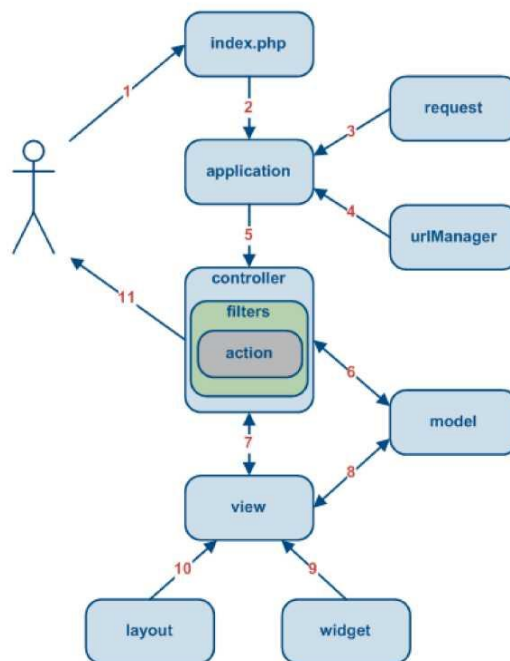 index.php
1
2
request
3
application
4
urlManager
5
controller
11
filters
action
6
model
7
8
view
10
9
layout
widget